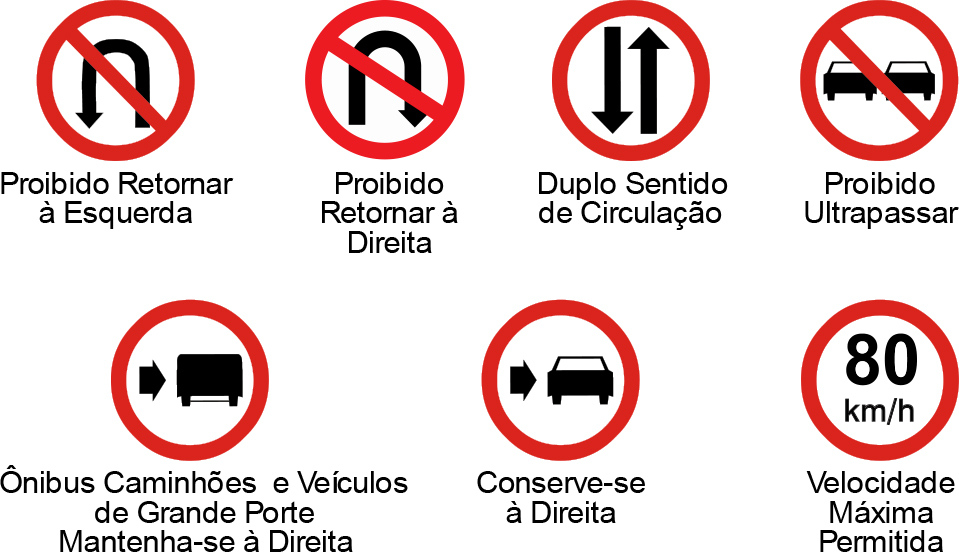 Proibido Retornar
à Esquerda
Proibido
Retornar à
Direita
Duplo Sentido
de Circulação
Proibido
Ultrapassar
Ônibus Caminhões e Veículos
de Grande Porte
Mantenha-se à Direita
Conserve-se
à Direita
80
km/h
Velocidade
Máxima
Permitida